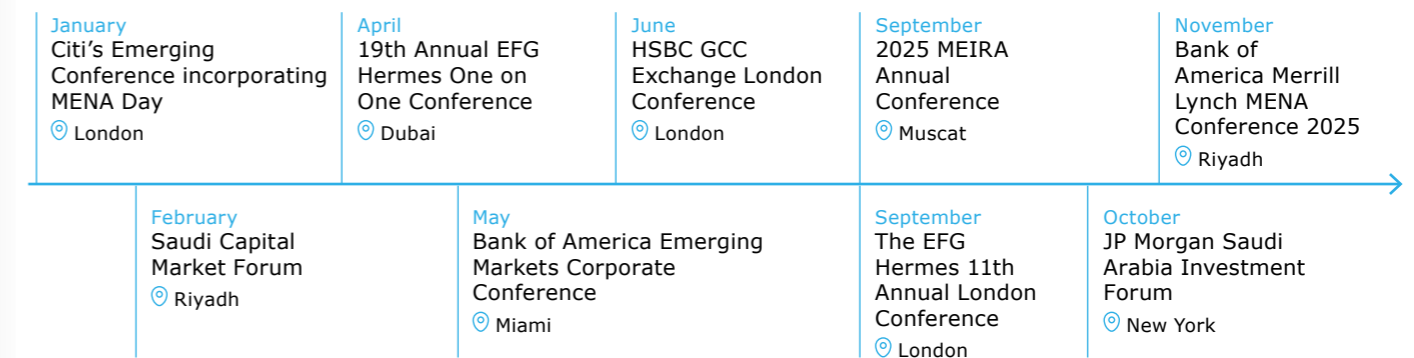 January
Citi’s Emerging
Conference incorporating
MENA Day
London
April
19th Annual EFG
Hermes One on
One Conference
Dubai
June
HSBC GCC
Exchange London
Conference
London
September
2025 MEIRA
Annual
Conference
Muscat
November
Bank of
America Merrill
Lynch MENA
Conference 2025
Riyadh
February
Saudi Capital
Market Forum
Riyadh
May
Bank of America Emerging
Markets Corporate
Conference
Miami
September
The EFG
Hermes 11th
Annual London
Conference
London
October
JP Morgan Saudi
Arabia Investment
Forum
New York